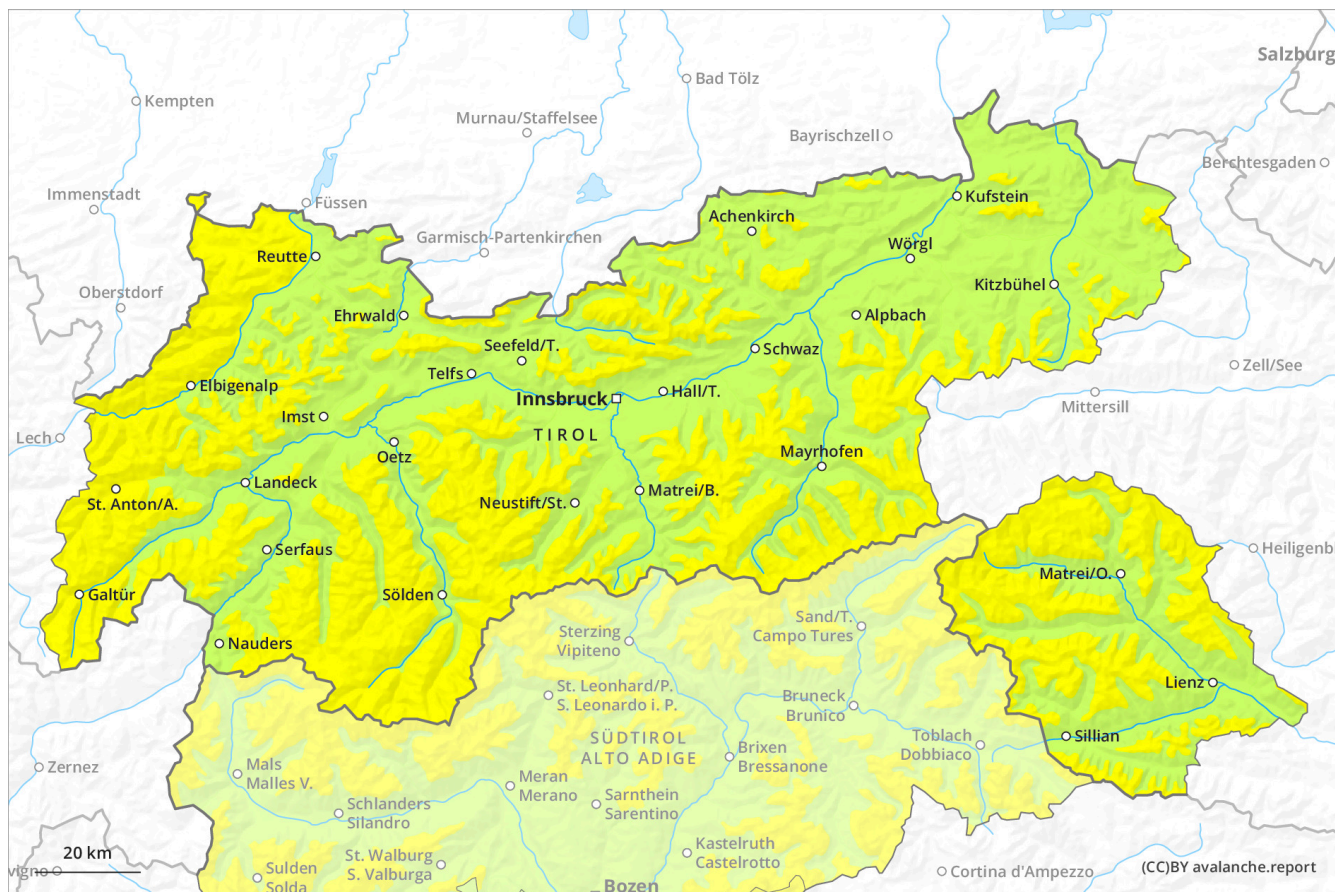 Salzburg
Kempten
Bad Tölz
Murnau/Staffelsee
Bayrischzell
Berchtesgaden
Immenstadt
Füssen
Kufstein
Achenkirch
Garmisch-Partenkirchen
Wörgl
Reutte
Kitzbühel
Oberstdorf
Ehrwald
Alpbach
Seefeld/T.
Schwaz
Zell/See
Telfs
Elbigenalp
Innsbruck
Hall/T.
Mittersill
Imst
TIROL
Lech
Oetz
Mayrhofen
Landeck
Matrei/B.
St. Anton/A.
Neustift/St.
Serfaus
Heiligenb
Matrei/O.
Galtür
Sölden
Sand/T.
Campo Tures
Sterzing
Vipiteno
Nauders
Lienz
St. Leonhard/P.
S. Leonardo i. P.
Bruneck
Brunico
SÜDTIROL
ALTO ADIGE
Toblach
Dobbiaco
Sillian
Brixen
Bressanone
Zernez
Mals
Malles V.
Meran
Merano
Sarnthein
Sarentino
Schlanders
Silandro
Kastelruth
Castelrotto
20 km
St. Walburg
S. Valburga
vigno
Sulden
Solda
Cortina d'Ampezzo
(CC)BY avalanche.report
Bozen